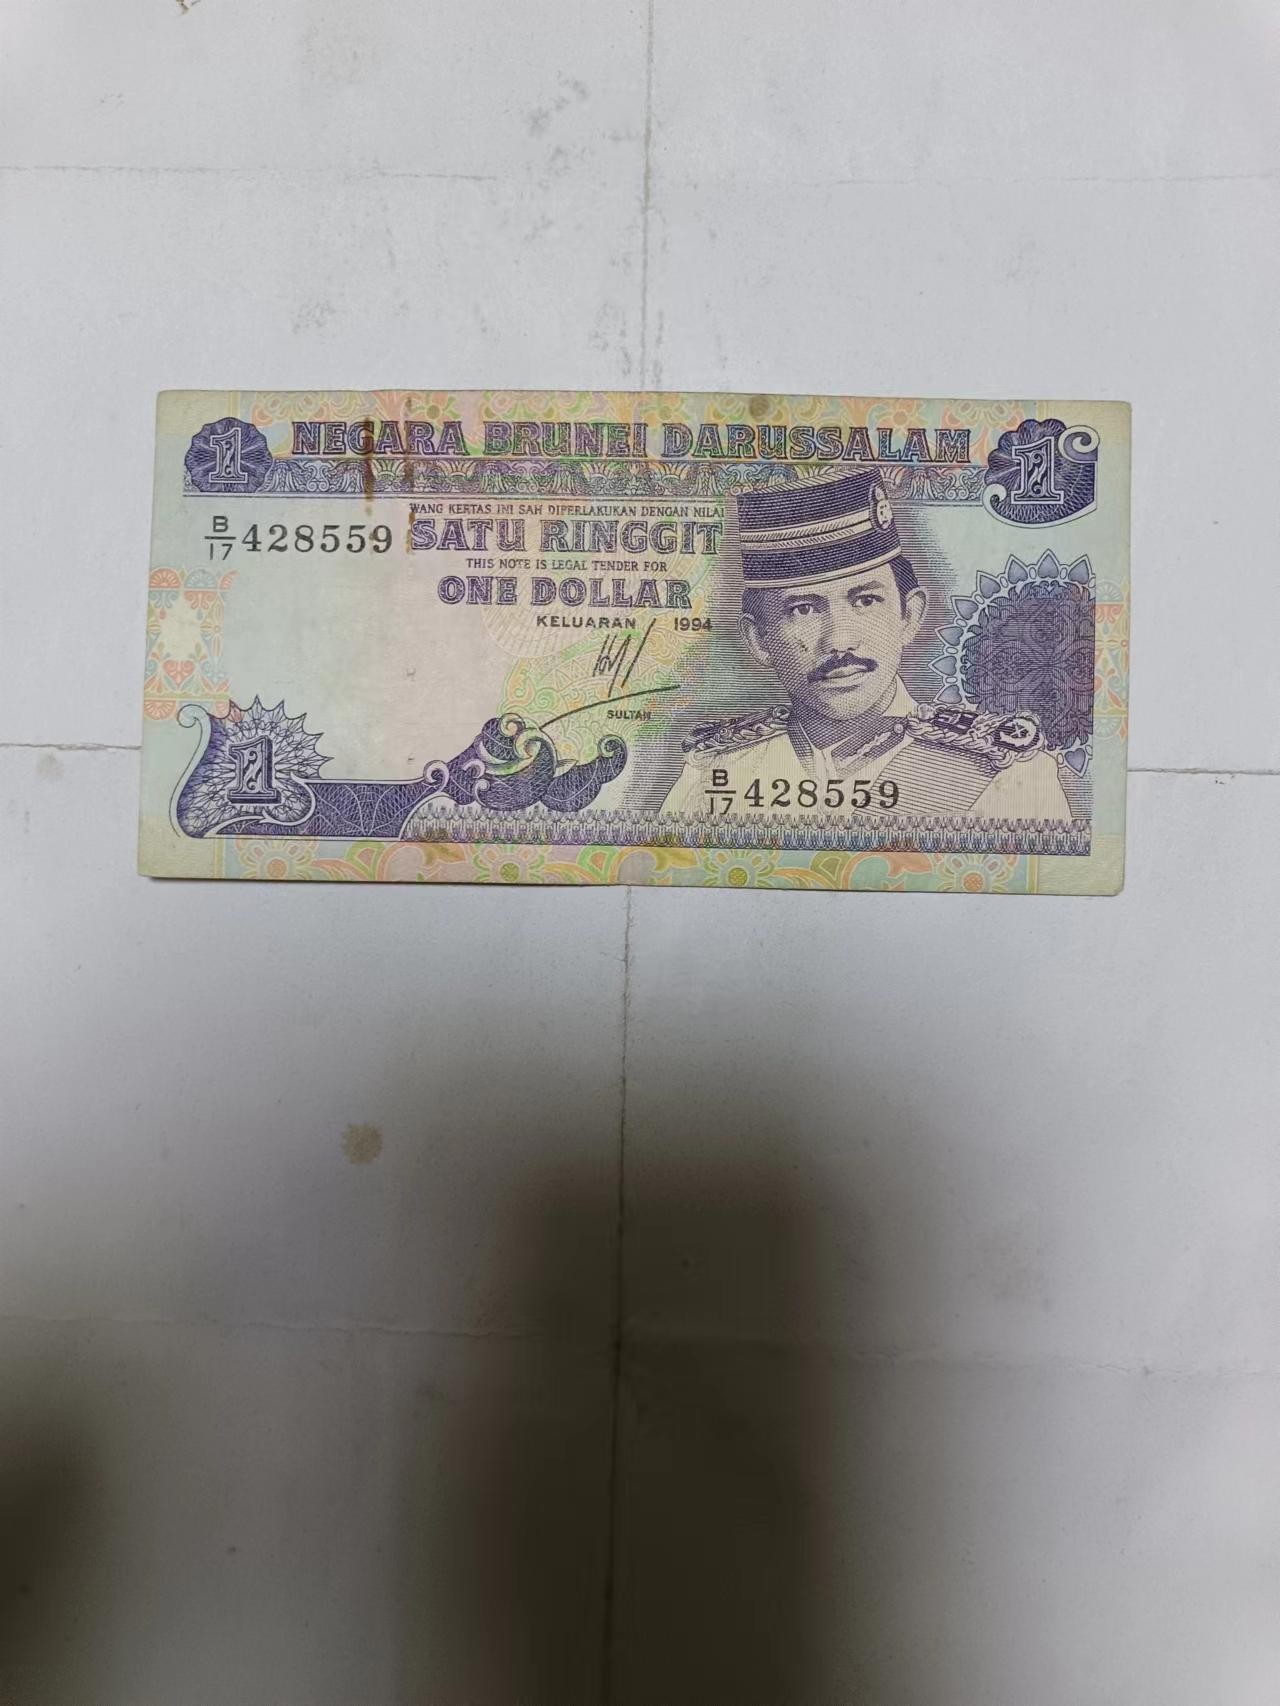 1 NEGARA BRUNEI DARUSSALAM 1
B/17 428559
WANG KERTAS INI SAH DIPERLAKUKAN DENGAN NILAI
SATU RINGGIT
THIS NOTE IS LEGAL TENDER FOR
ONE DOLLAR
KELUARAN 1994
SULTAN
1
B/17 428559